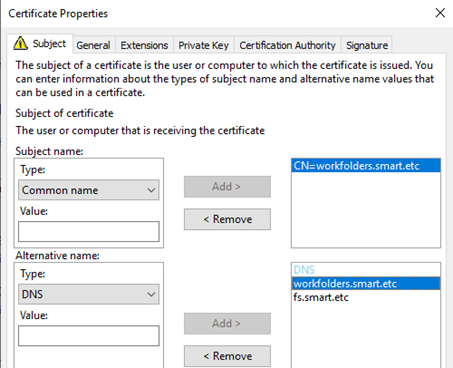 Certificate Properties
Subject General Extensions Private Key Certification Authority Signature
The subject of a certificate is the user or computer to which the certificate is issued. You
can enter information about the types of subject name and alternative name values that
can be used in a certificate.
Subject of certificate
The user or computer that is receiving the certificate
Subject name:
Type:
Common name
Value:
Add >
< Remove
CN=workfolders.smart.etc
Alternative name:
Type:
DNS
Value:
Add >
< Remove
DNS
workfolders.smart.etc
fs.smart.etc